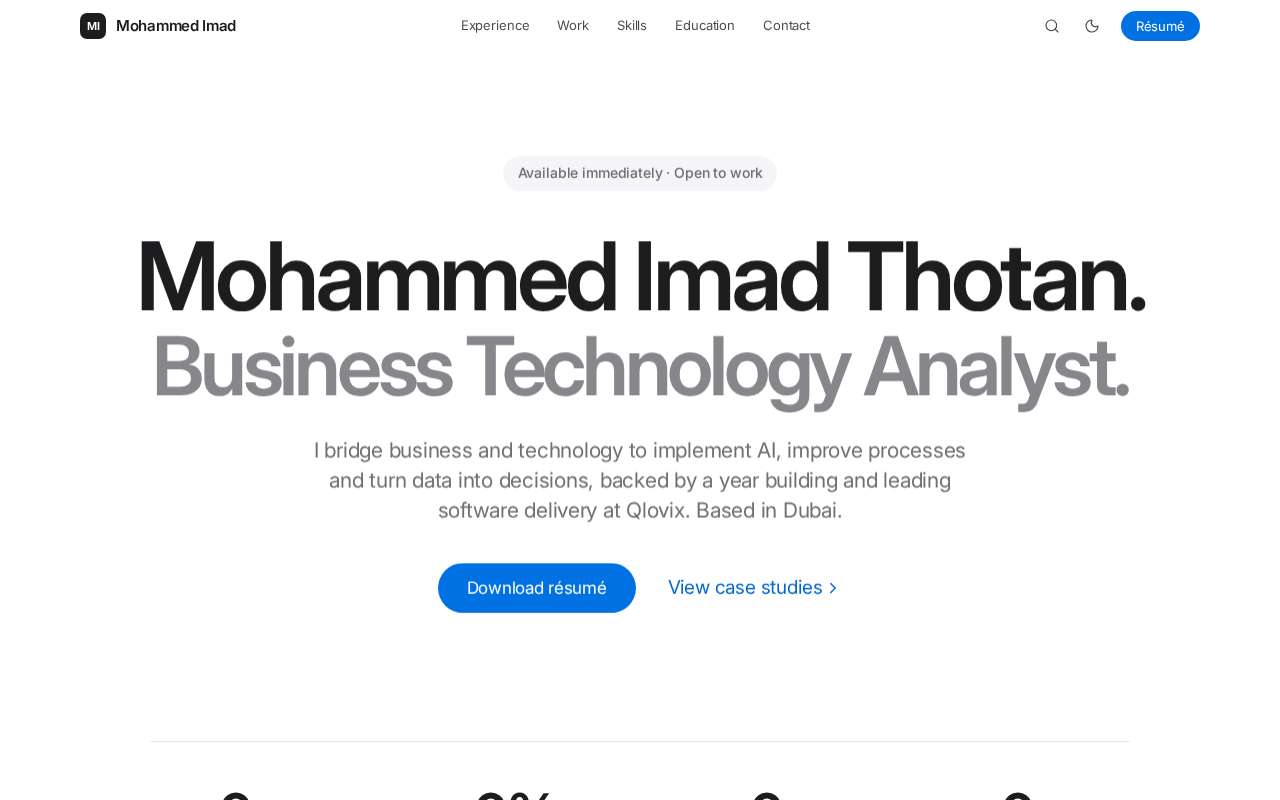 MI Mohammed Imad Experience Work Skills Education Contact Résumé
Available immediately · Open to work
Mohammed Imad Thotan.
Business Technology Analyst.
I bridge business and technology to implement AI, improve processes
and turn data into decisions, backed by a year building and leading
software delivery at Qlovix. Based in Dubai.
Download résumé View case studies >